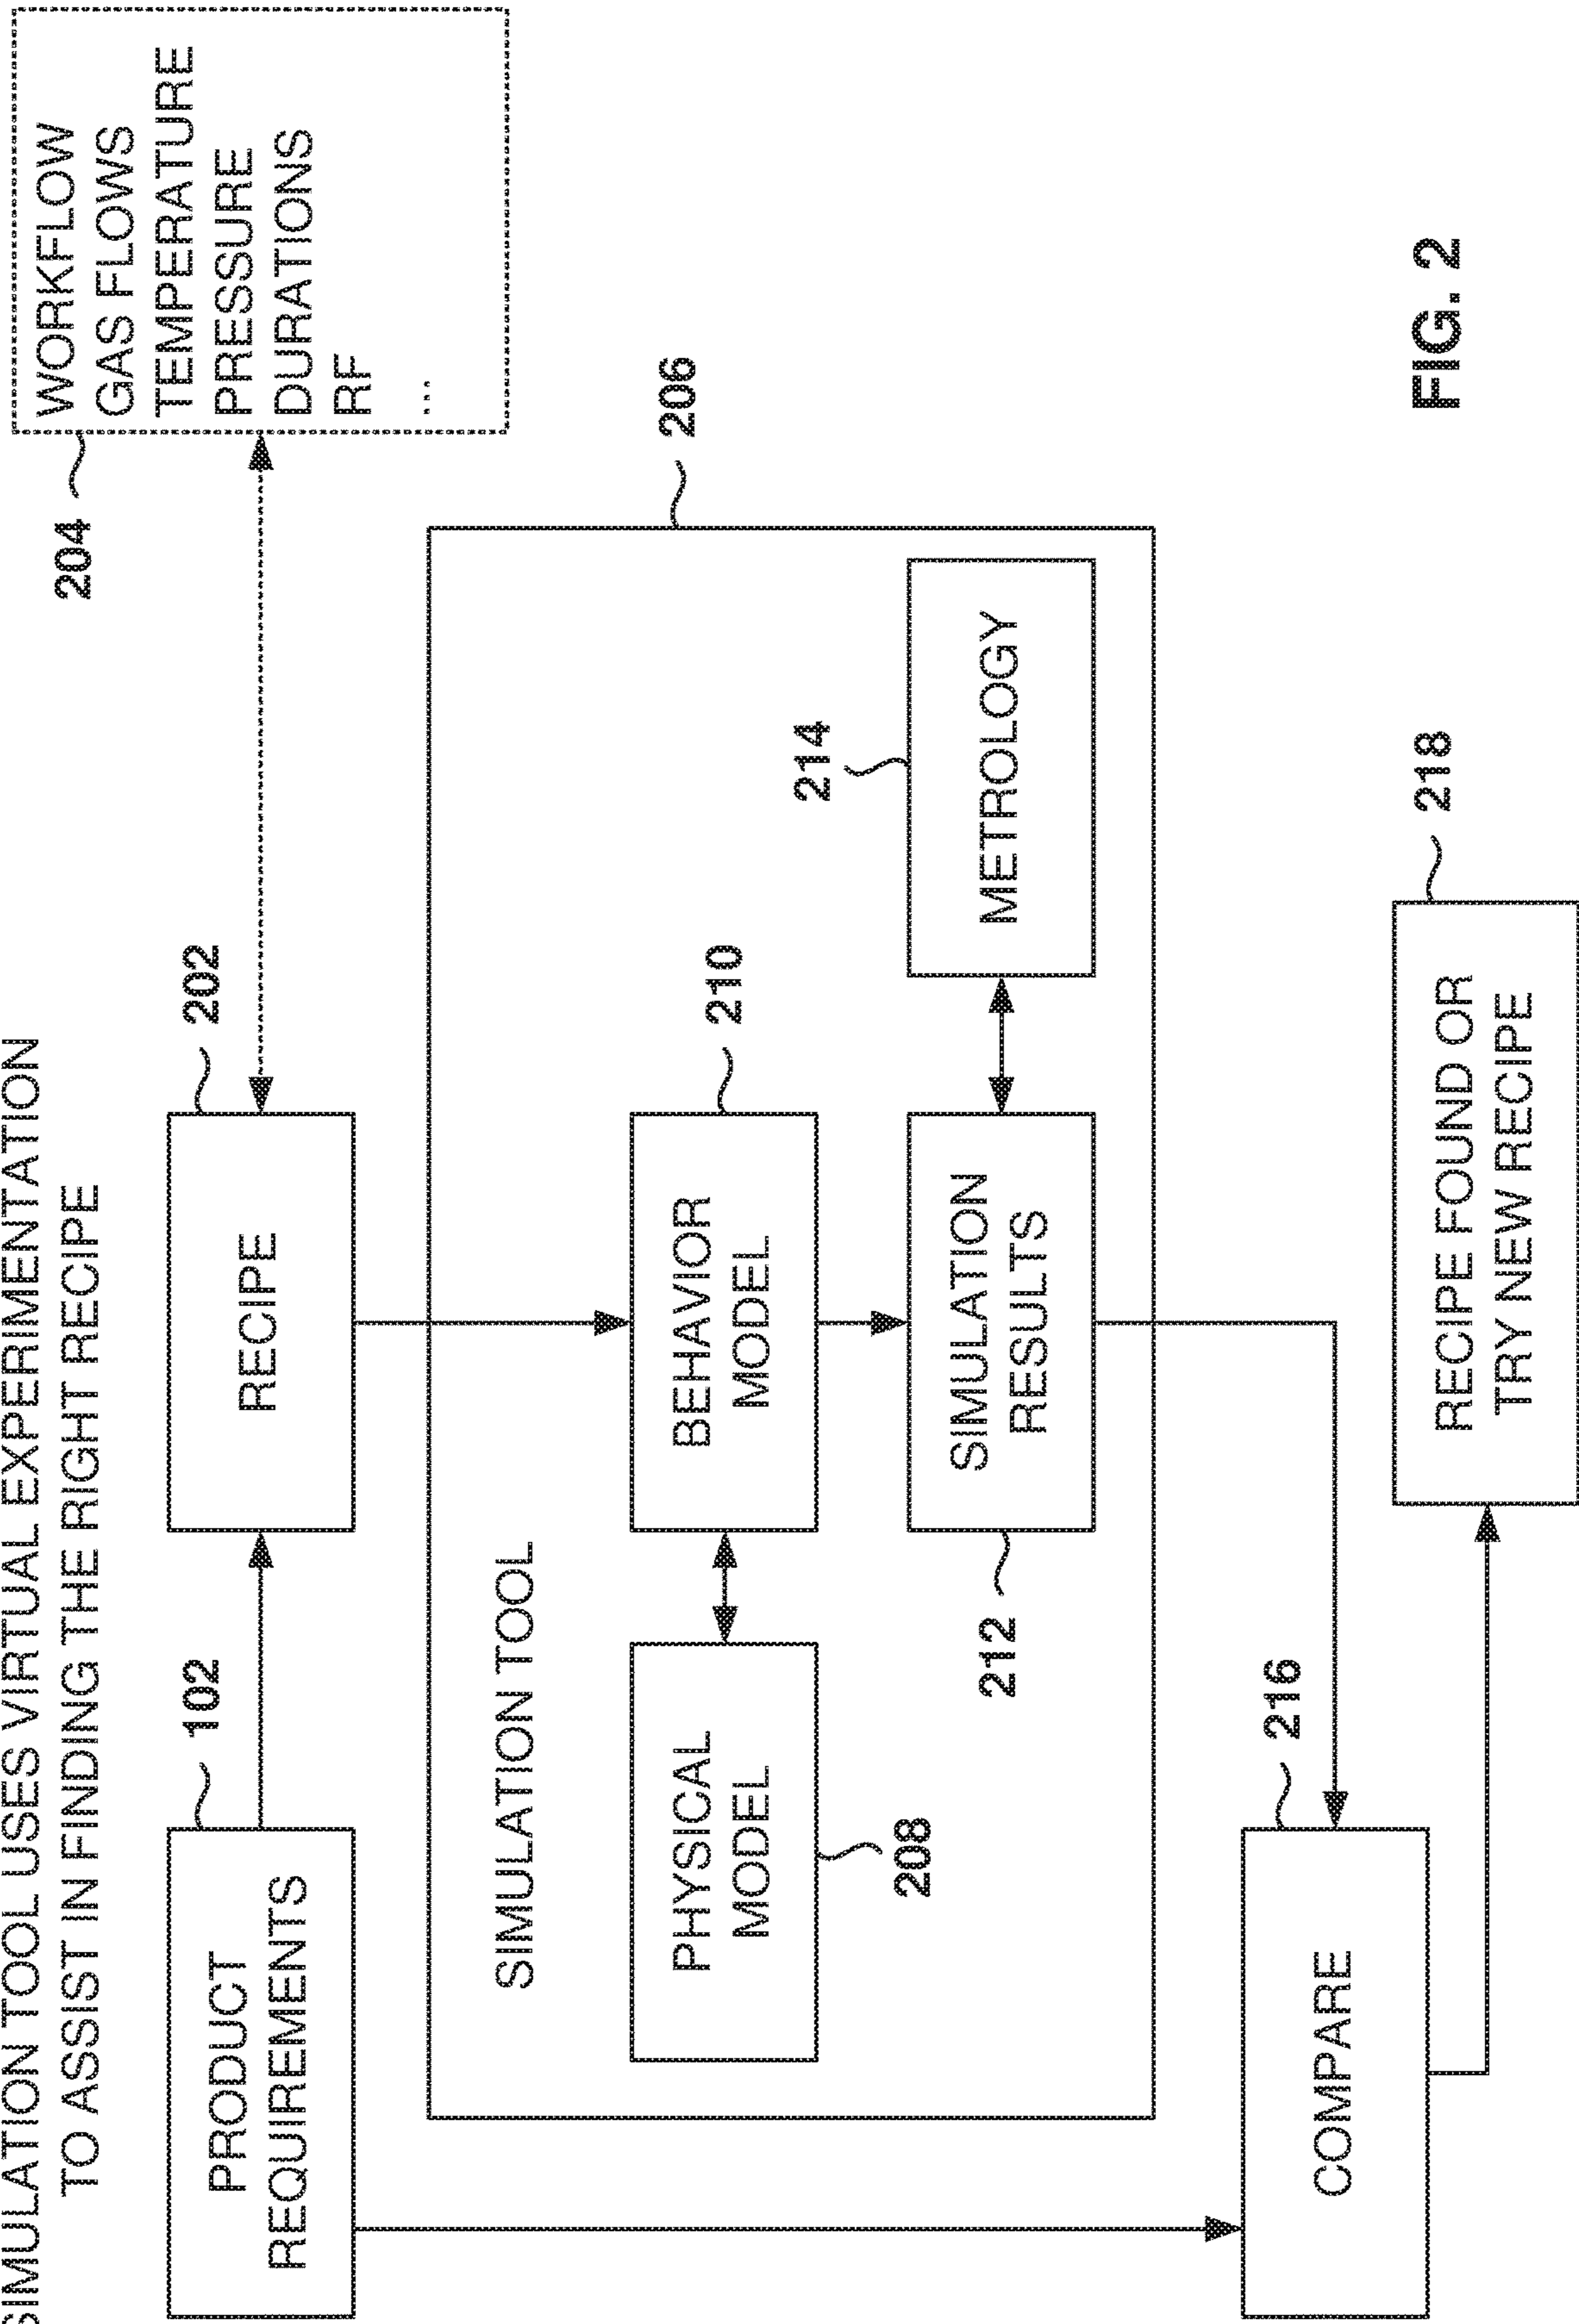 SIMULATION TOOL USES VIRTUAL EXPERIMENTATION
TO ASSIST IN FINDING THE RIGHT RECIPE
102
PRODUCT
REQUIREMENTS
202
RECIPE
204
WORKFLOW
GAS FLOWS
TEMPERATURE
PRESSURE
DURATIONS
RF
...
206
SIMULATION TOOL
PHYSICAL
MODEL
208
210
BEHAVIOR
MODEL
212
SIMULATION
RESULTS
214
METROLOGY
216
COMPARE
218
RECIPE FOUND OR
TRY NEW RECIPE
FIG. 2